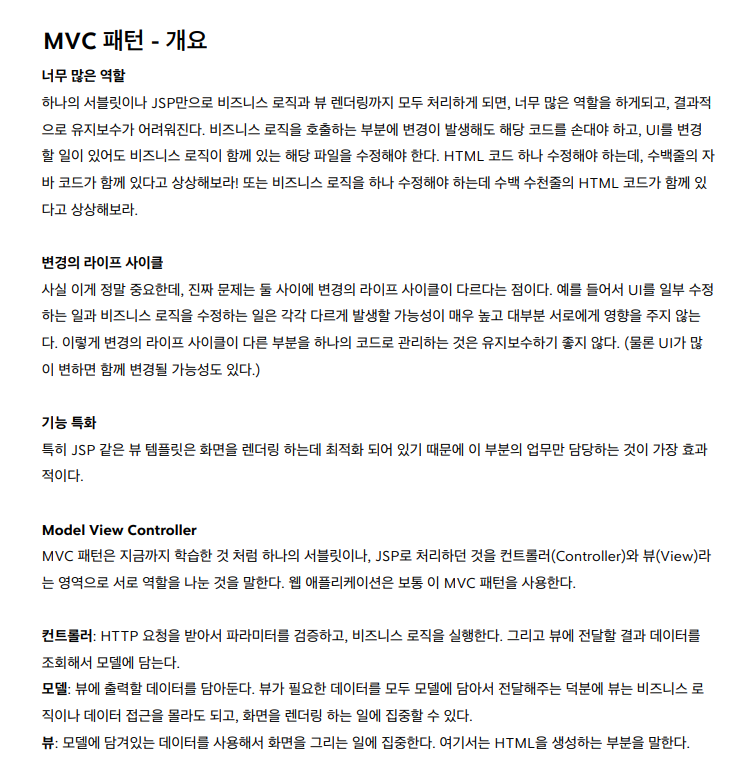 MVC 패턴 - 개요
너무 많은 역할
하나의 서블릿이나 JSP만으로 비즈니스 로직과 뷰 렌더링까지 모두 처리하게 되면, 너무 많은 역할을 하게되고, 결과적
으로 유지보수가 어려워진다. 비즈니스 로직을 호출하는 부분에 변경이 발생해도 해당 코드를 손대야 하고, UI를 변경
할 일이 있어도 비즈니스 로직이 함께 있는 해당 파일을 수정해야 한다. HTML 코드 하나 수정해야 하는데, 수백줄의 자
바 코드가 함께 있다고 상상해보라! 또는 비즈니스 로직을 하나 수정해야 하는데 수백 수천줄의 HTML 코드가 함께 있
다고 상상해보라.
변경의 라이프 사이클
사실 이게 정말 중요한데, 진짜 문제는 둘 사이에 변경의 라이프 사이클이 다르다는 점이다. 예를 들어서 UI를 일부 수정
하는 일과 비즈니스 로직을 수정하는 일은 각각 다르게 발생할 가능성이 매우 높고 대부분 서로에게 영향을 주지 않는
다. 이렇게 변경의 라이프 사이클이 다른 부분을 하나의 코드로 관리하는 것은 유지보수하기 좋지 않다. (물론 UI가 많
이 변하면 함께 변경될 가능성도 있다.)
기능 특화
특히 JSP 같은 뷰 템플릿은 화면을 렌더링 하는데 최적화 되어 있기 때문에 이 부분의 업무만 담당하는 것이 가장 효과
적이다.
Model View Controller
MVC 패턴은 지금까지 학습한 것 처럼 하나의 서블릿이나, JSP로 처리하던 것을 컨트롤러(Controller)와 뷰(View)라
는 영역으로 서로 역할을 나눈 것을 말한다. 웹 애플리케이션은 보통 이 MVC 패턴을 사용한다.
컨트롤러: HTTP 요청을 받아서 파라미터를 검증하고, 비즈니스 로직을 실행한다. 그리고 뷰에 전달할 결과 데이터를
조회해서 모델에 담는다.
모델: 뷰에 출력할 데이터를 담아둔다. 뷰가 필요한 데이터를 모두 모델에 담아서 전달해주는 덕분에 뷰는 비즈니스 로
직이나 데이터 접근을 몰라도 되고, 화면을 렌더링 하는 일에 집중할 수 있다.
뷰: 모델에 담겨있는 데이터를 사용해서 화면을 그리는 일에 집중한다. 여기서는 HTML을 생성하는 부분을 말한다.